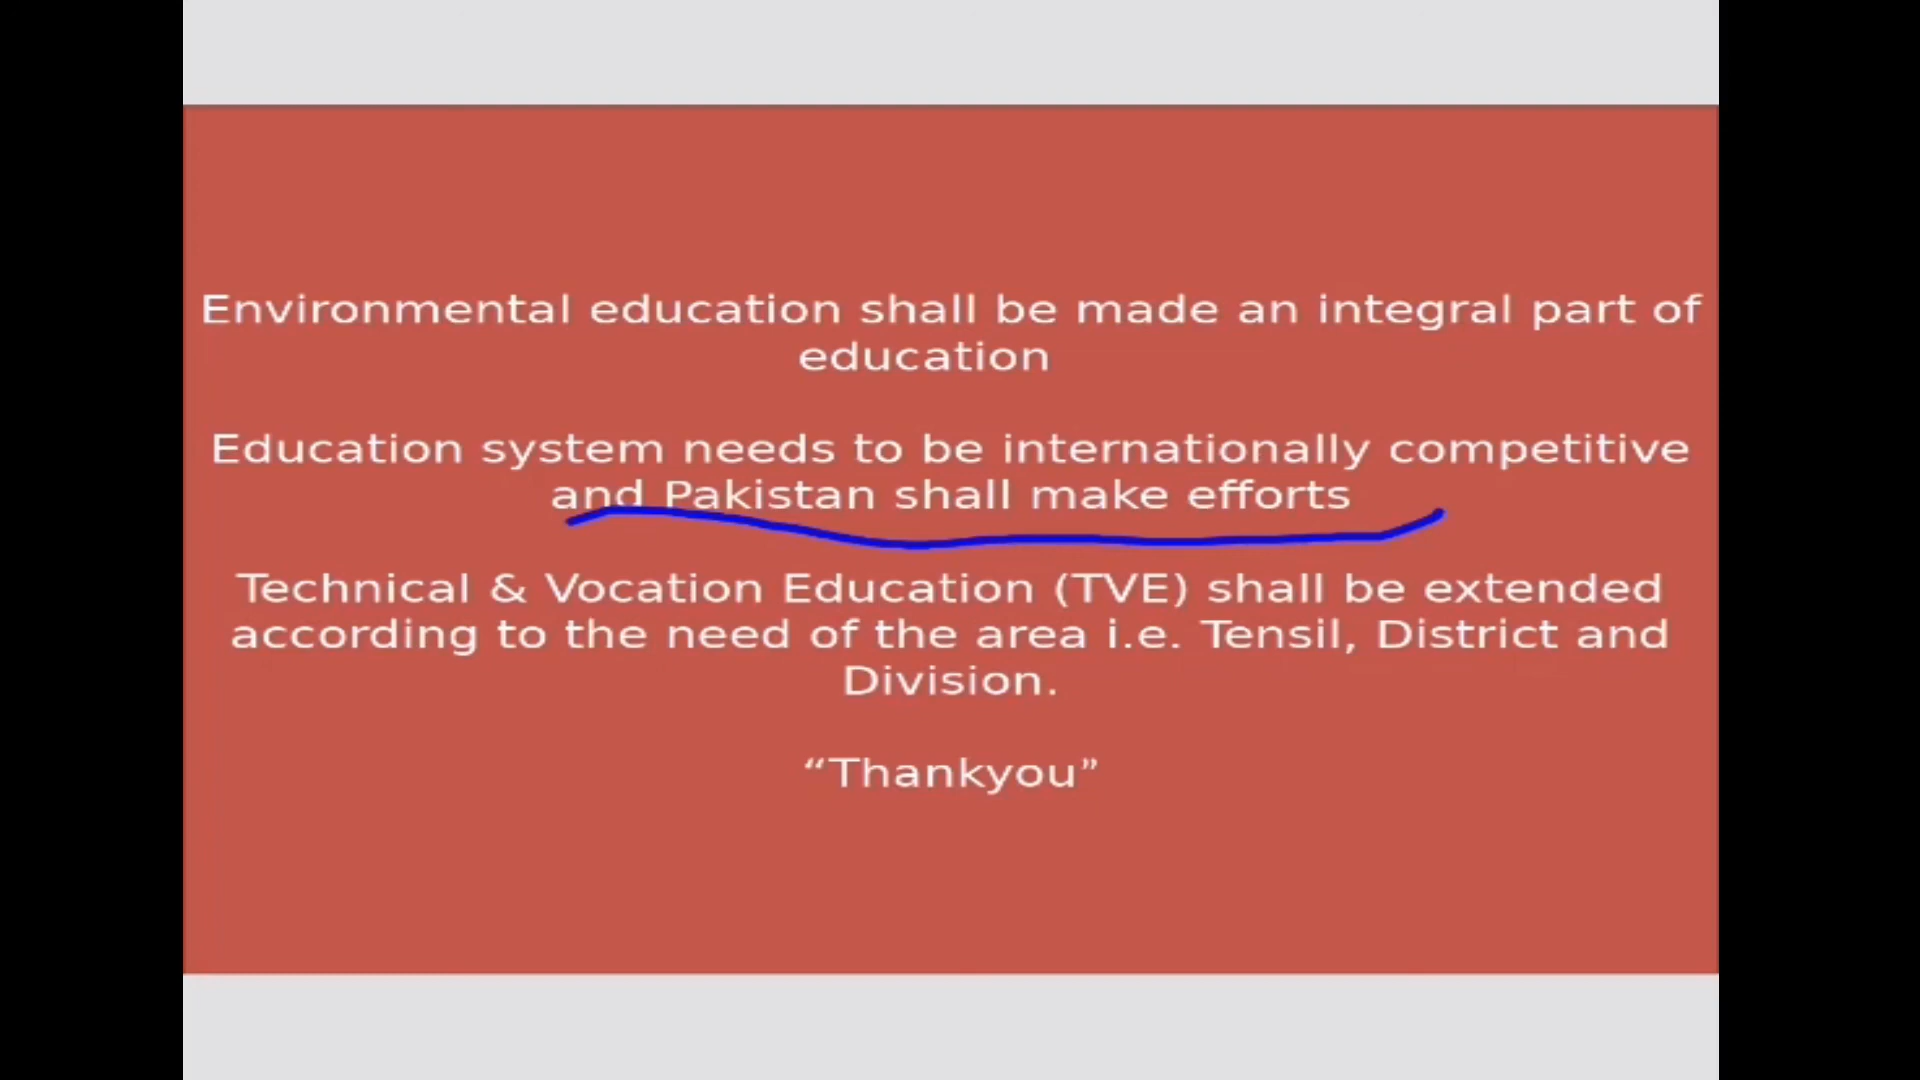 Environmental education shall be made an integral part of
education
Education system needs to be internationally competitive
and Pakistan shall make efforts
Technical & Vocation Education (TVE) shall be extended
according to the need of the area i.e. Tensil, District and
Division.
“Thankyou”